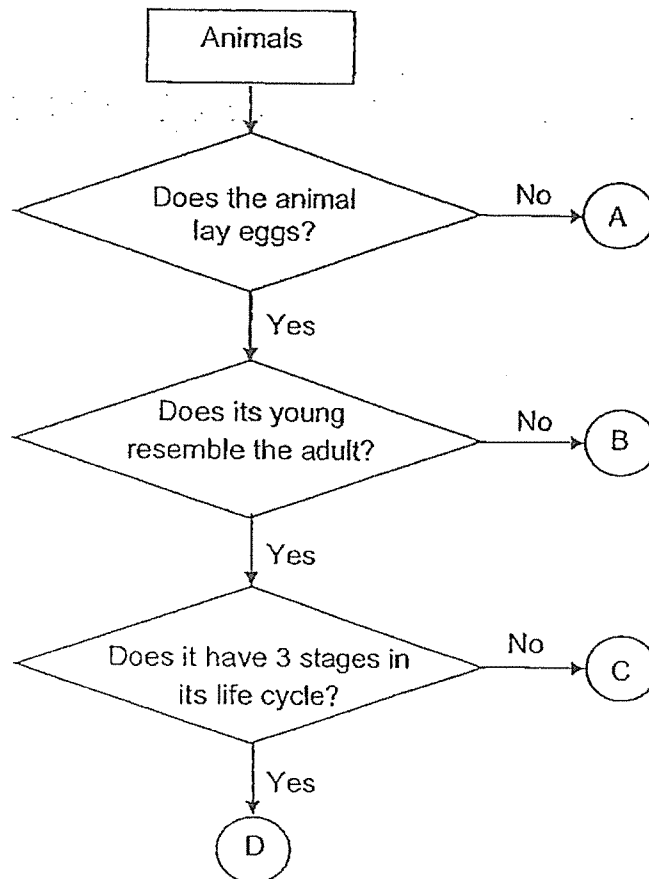 Animals
Does the animal
lay eggs?
No
A
Yes
Does its young
resemble the adult?
No
B
Yes
Does it have 3 stages in
its life cycle?
No
C
Yes
D